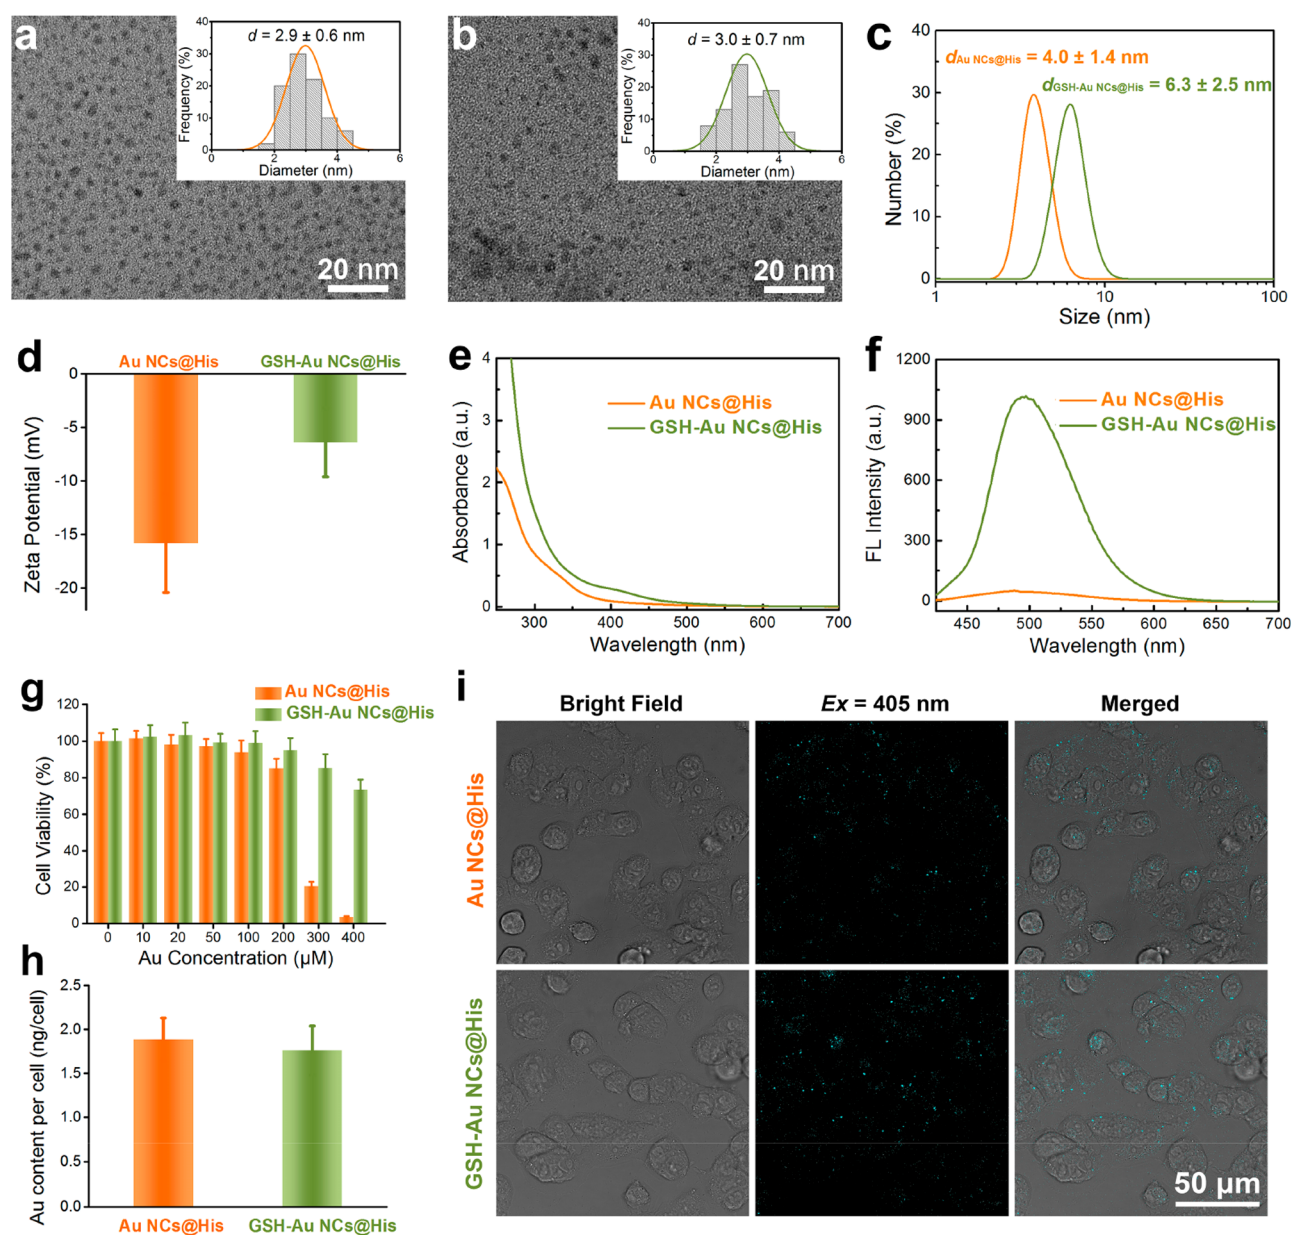 a
d = 2.9 ± 0.6 nm
Frequency (%)
40
30
20
10
0
0
2
4
6
Diameter (nm)
20 nm
b
d = 3.0 ± 0.7 nm
Frequency (%)
40
30
20
10
0
0
2
4
6
Diameter (nm)
20 nm
c
dAu NCs@His = 4.0 ± 1.4 nm
dGSH-Au NCs@His = 6.3 ± 2.5 nm
Number (%)
40
30
20
10
0
1
10
100
Size (nm)
d
Au NCs@His
GSH-Au NCs@His
Zeta Potential (mV)
0
-5
-10
-15
-20
e
Au NCs@His
GSH-Au NCs@His
Absorbance (a.u.)
4
3
2
1
0
300
400
500
600
700
Wavelength (nm)
f
Au NCs@His
GSH-Au NCs@His
FL Intensity (a.u.)
1200
900
600
300
0
450
500
550
600
650
700
Wavelength (nm)
g
Au NCs@His
GSH-Au NCs@His
Cell Viability (%)
120
100
80
60
40
20
0
0
10
20
50
100
200
300
400
Au Concentration (µM)
h
Au content per cell (ng/cell)
2.5
2.0
1.5
1.0
0.5
0.0
Au NCs@His
GSH-Au NCs@His
i
Bright Field
Ex = 405 nm
Merged
Au NCs@His
GSH-Au NCs@His
50 µm